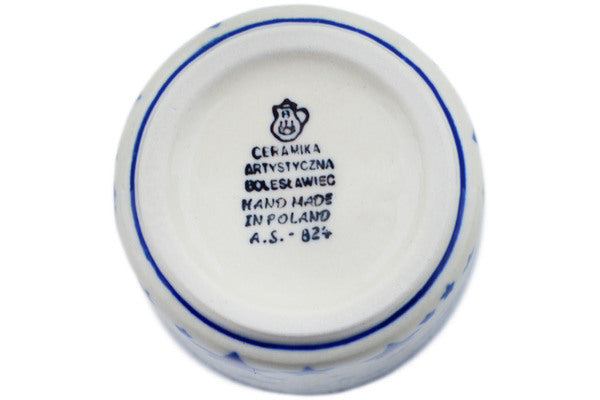 B
CERAMIKA
ARTYSTYCZNA
BOLESŁAWIEC
HAND MADE
IN POLAND
A.S.-824